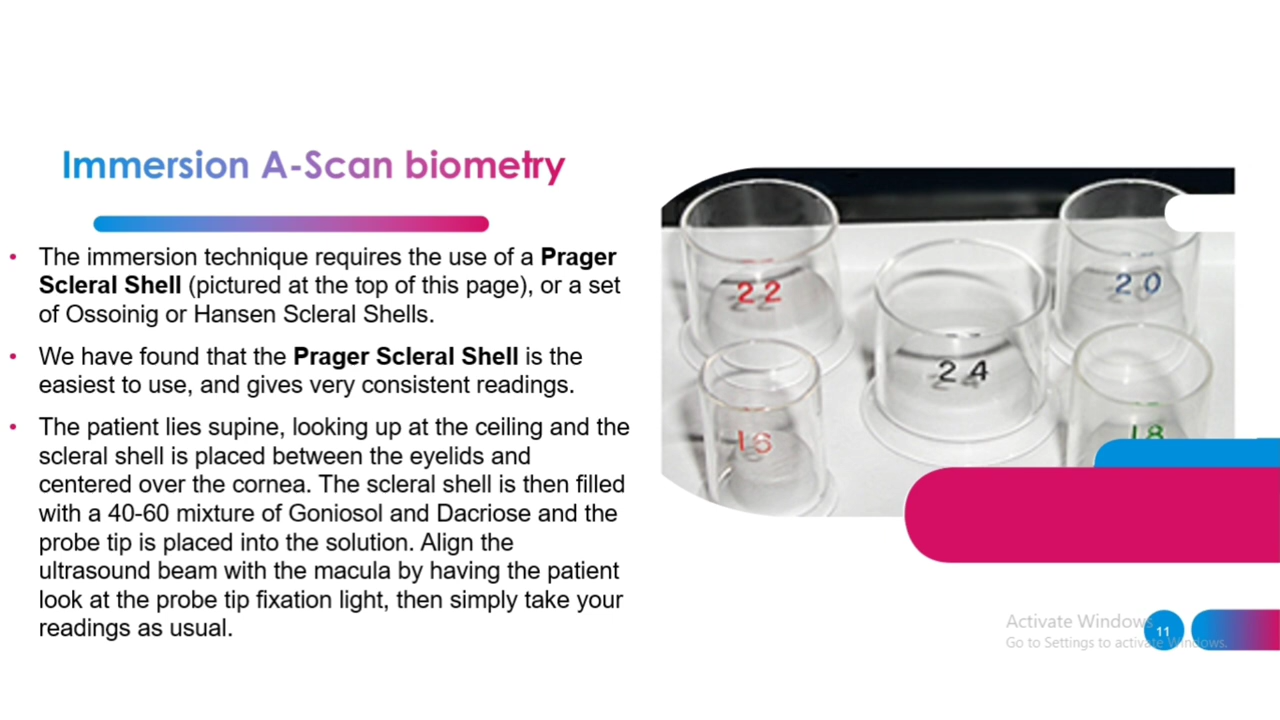 Immersion A-Scan biometry
• The immersion technique requires the use of a Prager
Scleral Shell (pictured at the top of this page), or a set
of Ossoinig or Hansen Scleral Shells.
• We have found that the Prager Scleral Shell is the
easiest to use, and gives very consistent readings.
• The patient lies supine, looking up at the ceiling and the
scleral shell is placed between the eyelids and
centered over the cornea. The scleral shell is then filled
with a 40-60 mixture of Goniosol and Dacriose and the
probe tip is placed into the solution. Align the
ultrasound beam with the macula by having the patient
look at the probe tip fixation light, then simply take your
readings as usual.
22
20
24
16
18
Activate Windows
11
Go to Settings to activate Windows.